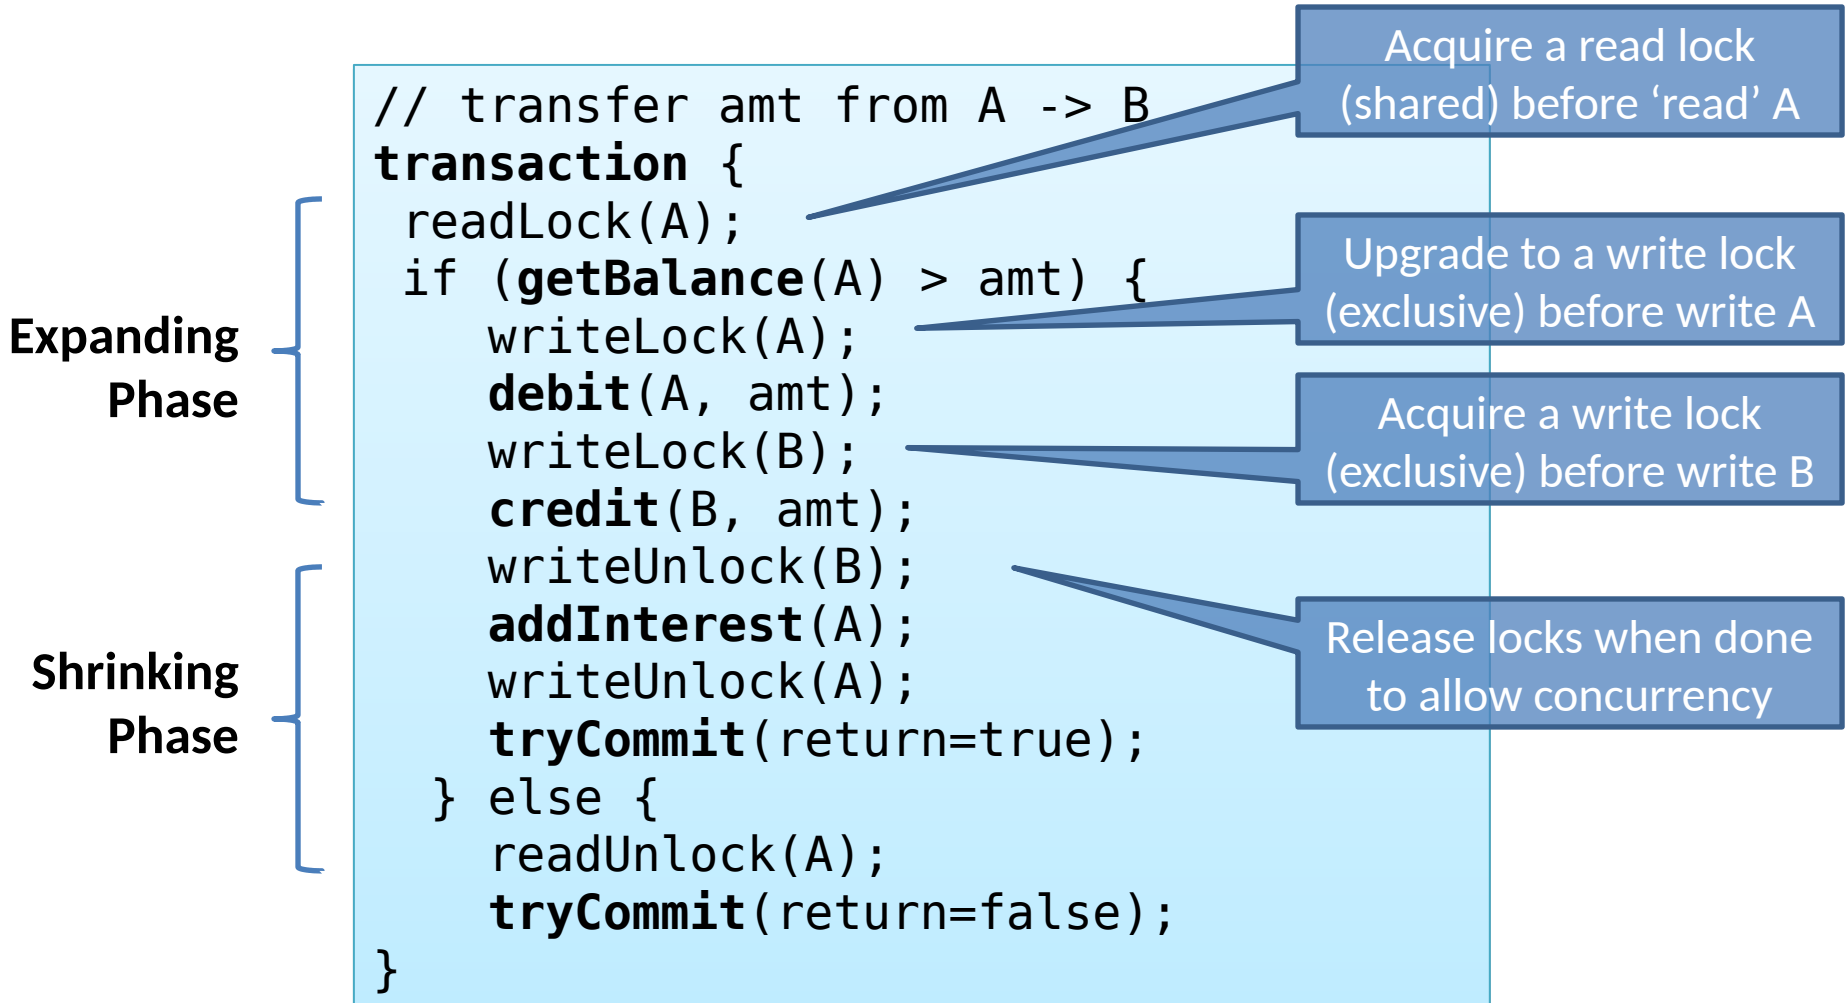 // transfer amt from A -> B
transaction {
readLock(A);
if (getBalance(A) > amt) {
writeLock(A);
debit(A, amt);
writeLock(B);
credit(B, amt);
writeUnlock(B);
addInterest(A);
writeUnlock(A);
tryCommit(return=true);
} else {
readUnlock(A);
tryCommit(return=false);
}
Expanding
Phase
Shrinking
Phase
Acquire a read lock
(shared) before ‘read’ A
Upgrade to a write lock
(exclusive) before write A
Acquire a write lock
(exclusive) before write B
Release locks when done
to allow concurrency